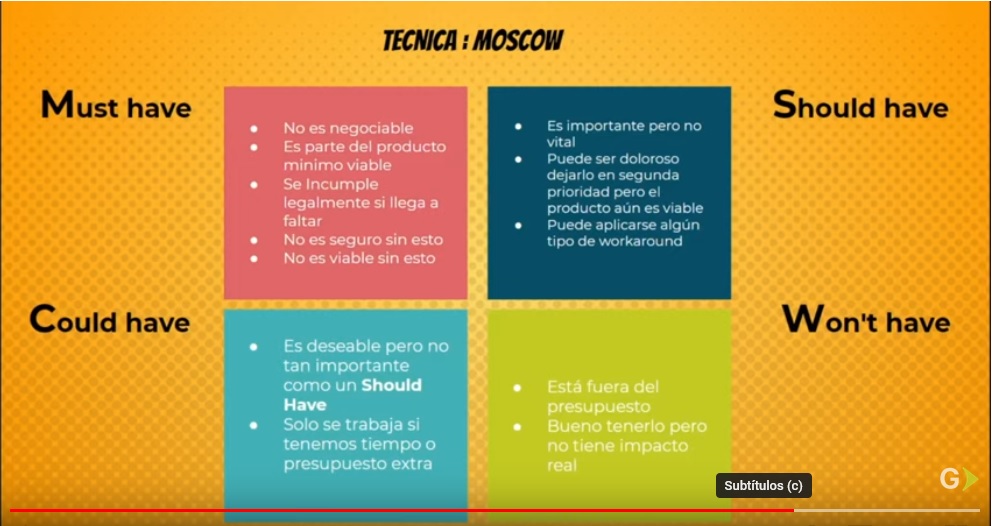 TECNICA : MOSCOW
Must have
● No es negociable
● Es parte del producto
minimo viable
● Se Incumple
legalmente si llega a
faltar
● No es seguro sin esto
● No es viable sin esto
Should have
● Es importante pero no
vital
● Puede ser doloroso
dejarlo en segunda
prioridad pero el
producto aún es viable
● Puede aplicarse algún
tipo de workaround
Could have
● Es deseable pero no
tan importante
como un Should
Have
● Solo se trabaja si
tenemos tiempo o
presupuesto extra
Won't have
● Está fuera del
presupuesto
● Bueno tenerlo pero
no tiene impacto
real
Subtítulos (c)
G